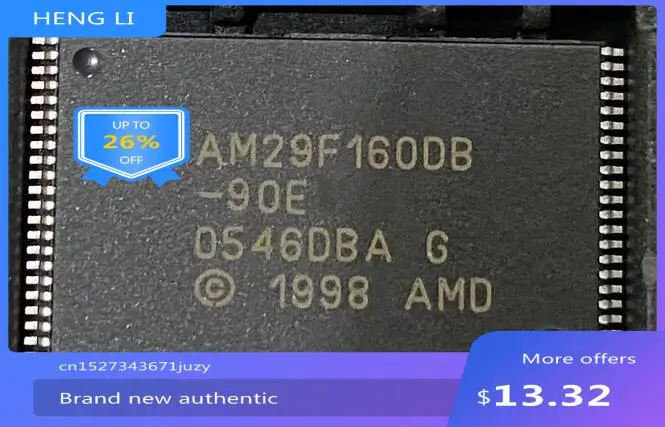 HENG LI
UP TO
26%
OFF
AM29F160DB
-90E
0546DBA G
© 1998 AMD
cn1527343671juzy
More offers
Brand new authentic
$13.32